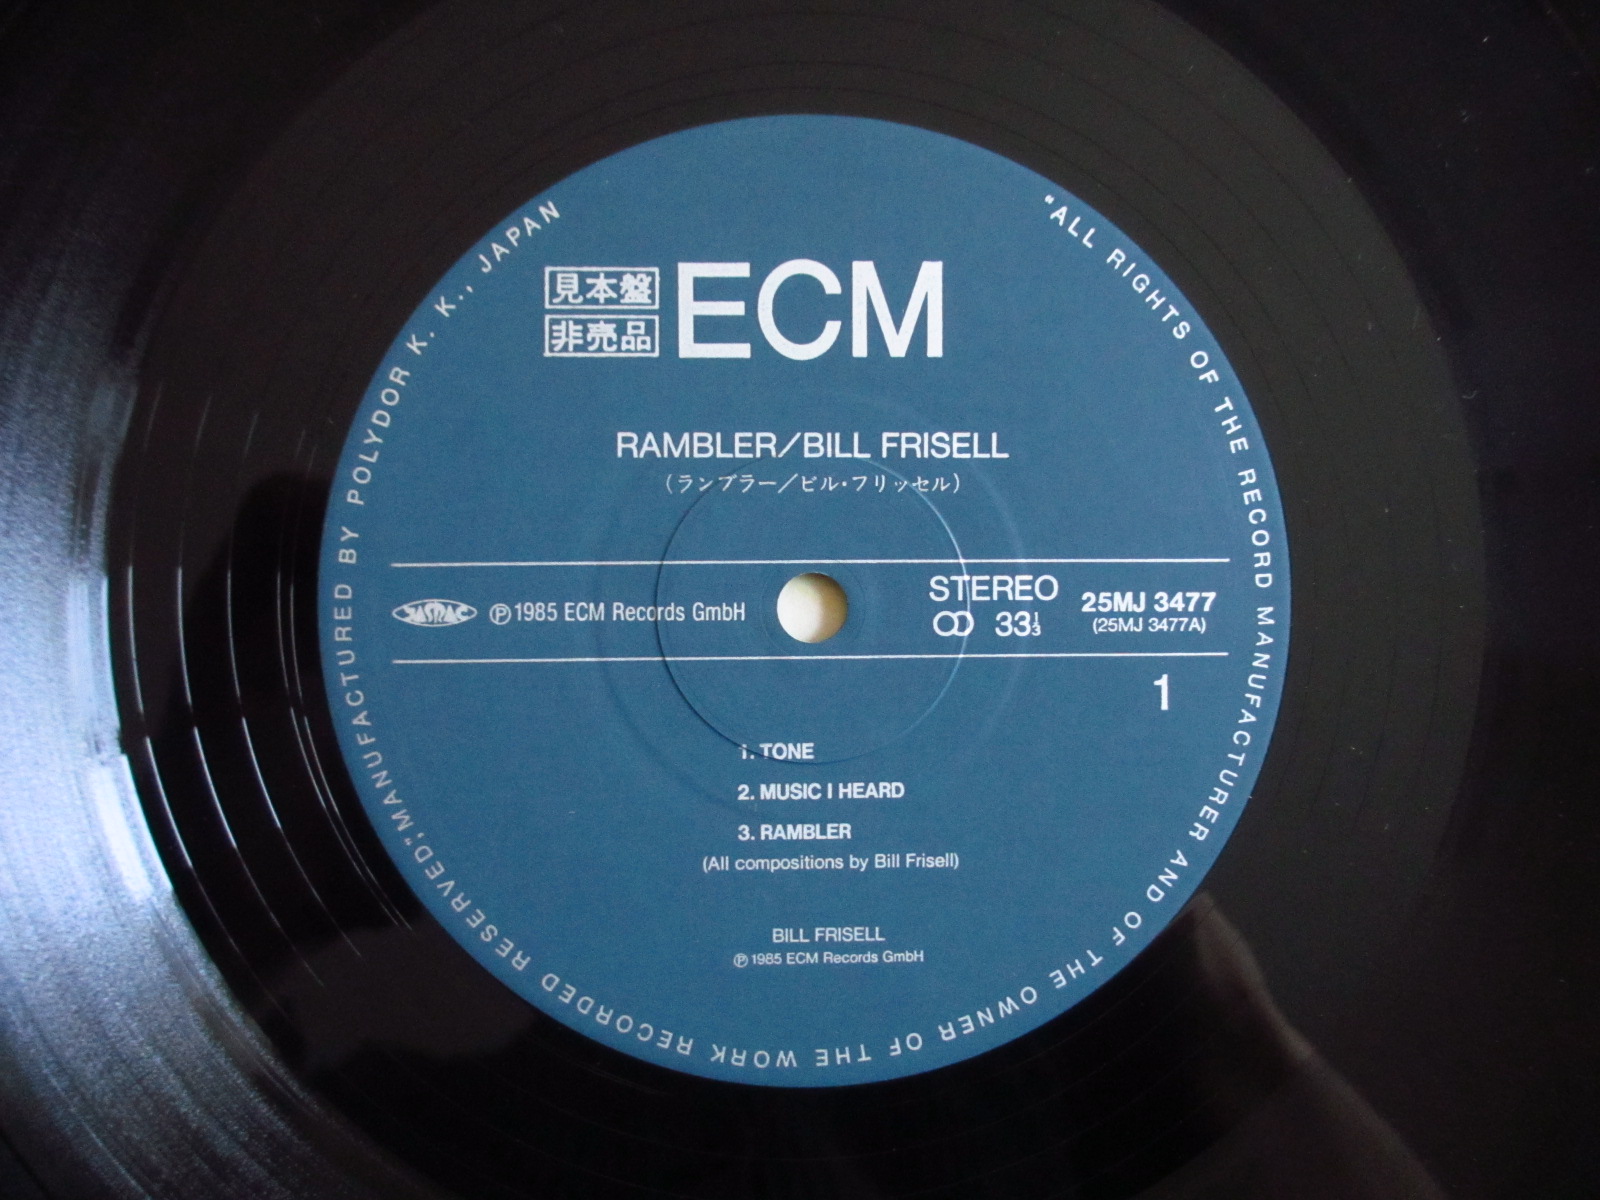 見本盤
非売品
ECM
RAMBLER/BILL FRISELL
(ランブラー/ビル・フリッセル)
JASRAC
Ⓟ1985 ECM Records GmbH
STEREO
33⅓
25MJ 3477
(25MJ 3477A)
1
1. TONE
2. MUSIC I HEARD
3. RAMBLER
(All compositions by Bill Frisell)
BILL FRISELL
Ⓟ1985 ECM Records GmbH
"ALL RIGHTS OF THE RECORD MANUFACTURER AND OF THE OWNER OF THE WORK RECORDED RESERVED","MANUFACTURED BY POLYDOR K. K., JAPAN